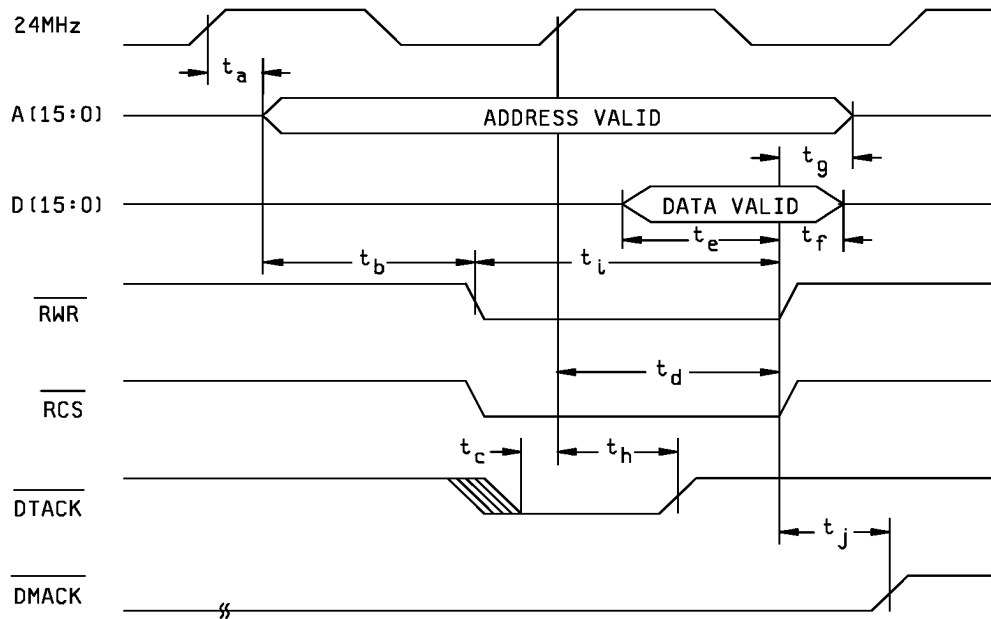 24MHz
t_a
A(15:0)
ADDRESS VALID
t_g
D(15:0)
DATA VALID
t_e
t_f
t_b
t_i
RWR
t_d
RCS
t_c
t_h
DTACK
t_j
DMACK